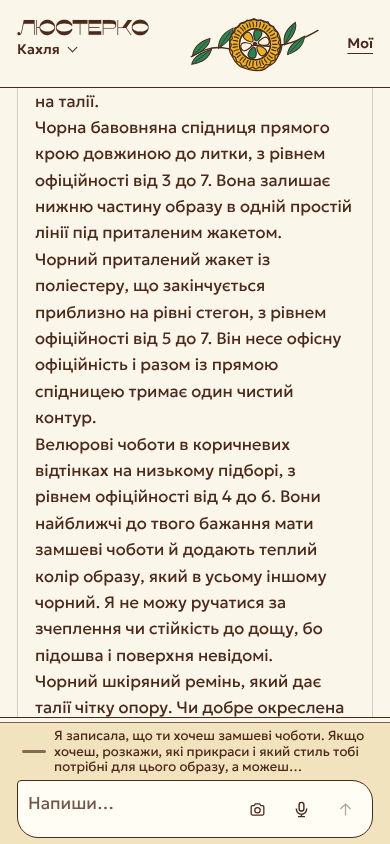 ЛЮСТЕРКО
Кахля
Мої
на талії.
Чорна бавовняна спідниця прямого
крою довжиною до литки, з рівнем
офіційності від 3 до 7. Вона залишає
нижню частину образу в одній простій
лінії під приталеним жакетом.
Чорний приталений жакет із
поліестеру, що закінчується
приблизно на рівні стегон, з рівнем
офіційності від 5 до 7. Він несе офісну
офіційність і разом із прямою
спідницею тримає один чистий
контур.
Велюрові чоботи в коричневих
відтінках на низькому підборі, з
рівнем офіційності від 4 до 6. Вони
найближчі до твого бажання мати
замшеві чоботи й додають теплий
колір образу, який в усьому іншому
чорний. Я не можу ручатися за
зчеплення чи стійкість до дощу, бо
підошва і поверхня невідомі.
Чорний шкіряний ремінь, який дає
талії чітку опору. Чи добре окреслена
Я записала, що ти хочеш замшеві чоботи. Якщо
хочеш, розкажи, які прикраси і який стиль тобі
потрібні для цього образу, а можеш…
Напиши…